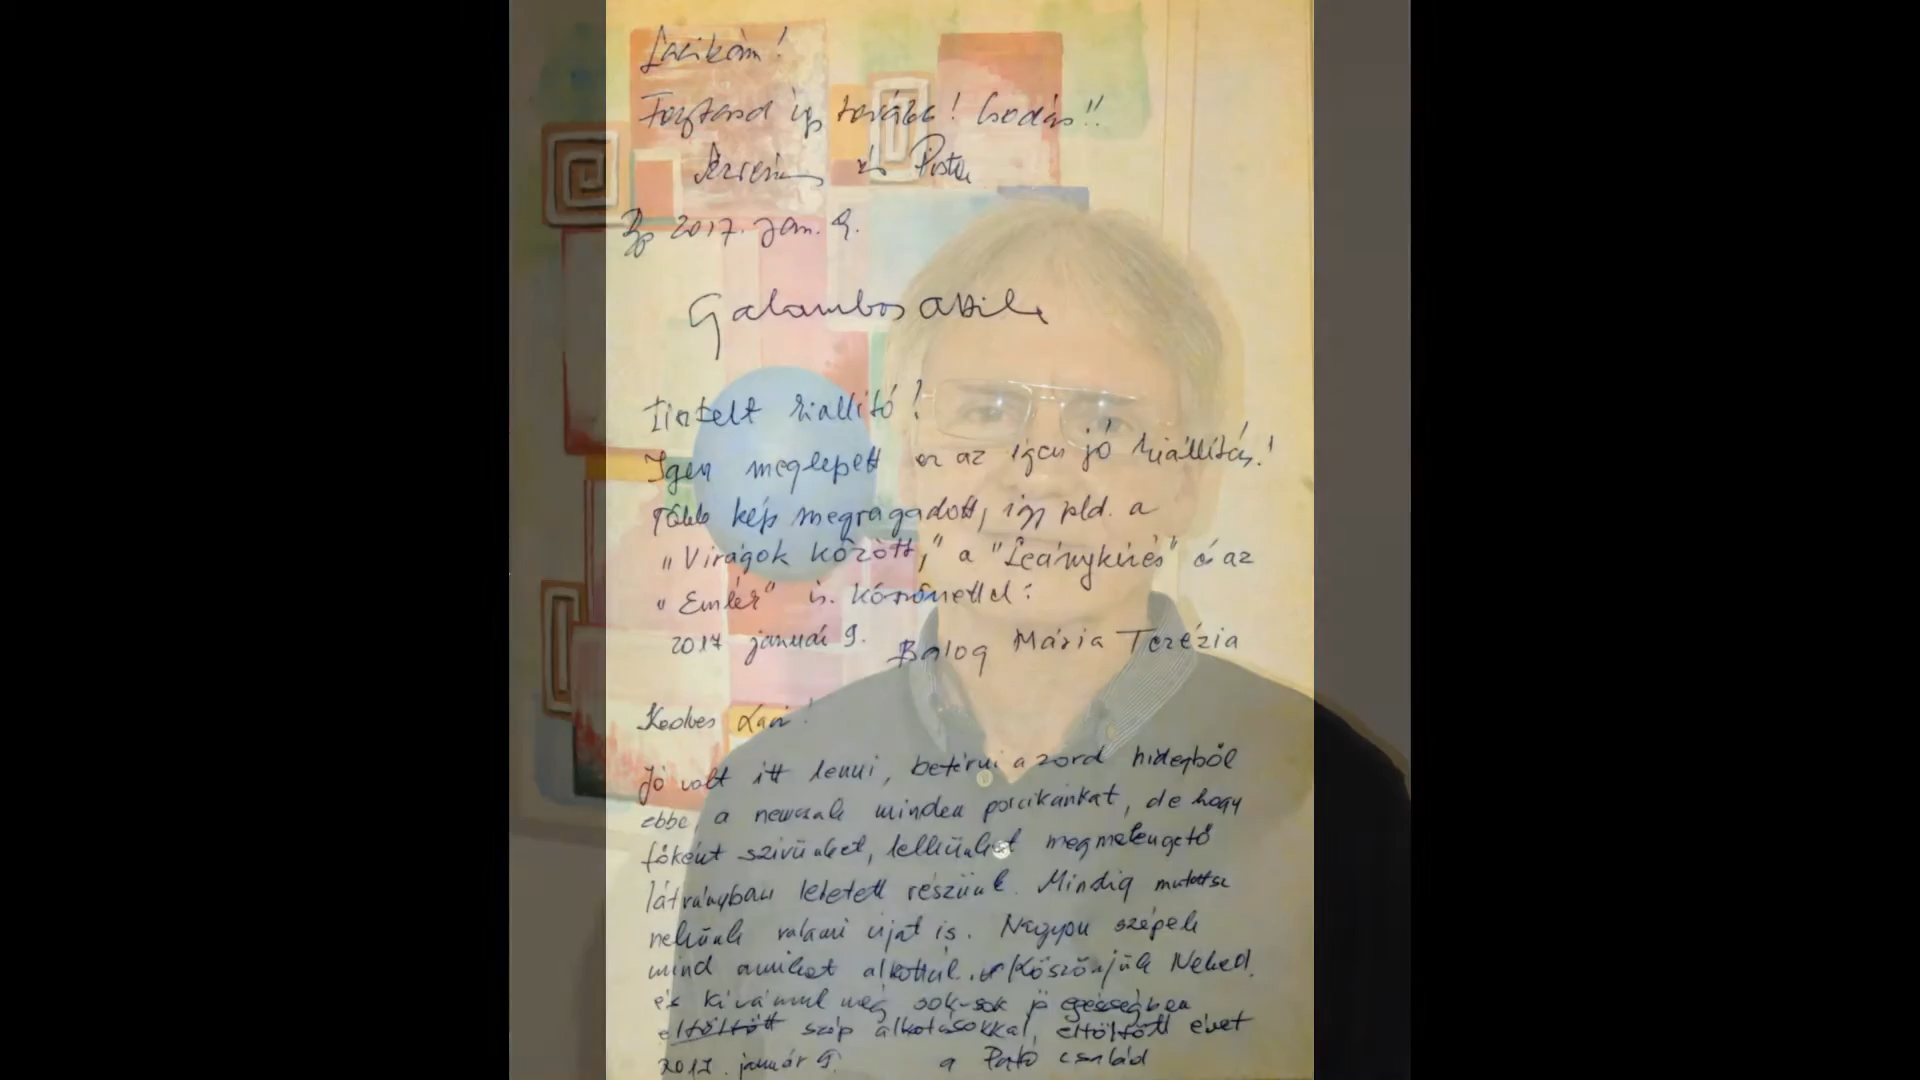 Lacikám!
Folytasd így tovább! Csodás!!
és Pista
Bp 2017. jan. 9.
Galambos Attila
Tisztelt kiállító!
Igen meglepett ez az igen jó kiállítás!
Több kép megragadott, így pld. a
„Virágok között," a "Leánykérés" és az
"Emlék" is. Köszönettel:
2017 január 9. Balog Mária Terézia
Kedves Laci!
Jó volt itt lenni, betérni a zord hidegből
ebbe a nemcsak minden porcikánkat, de hogy
főként szívünket, lelkünket megmelengető
látványban lehetett részünk. Mindig mutatsz
nekünk valami újat is. Nagyon szépek
mind amiket alkottál. Köszönjük Neked
és kívánunk még sok-sok jó egészségben
eltöltött szép alkotásokkal, eltöltött évet
2017. január 9. a Pató család